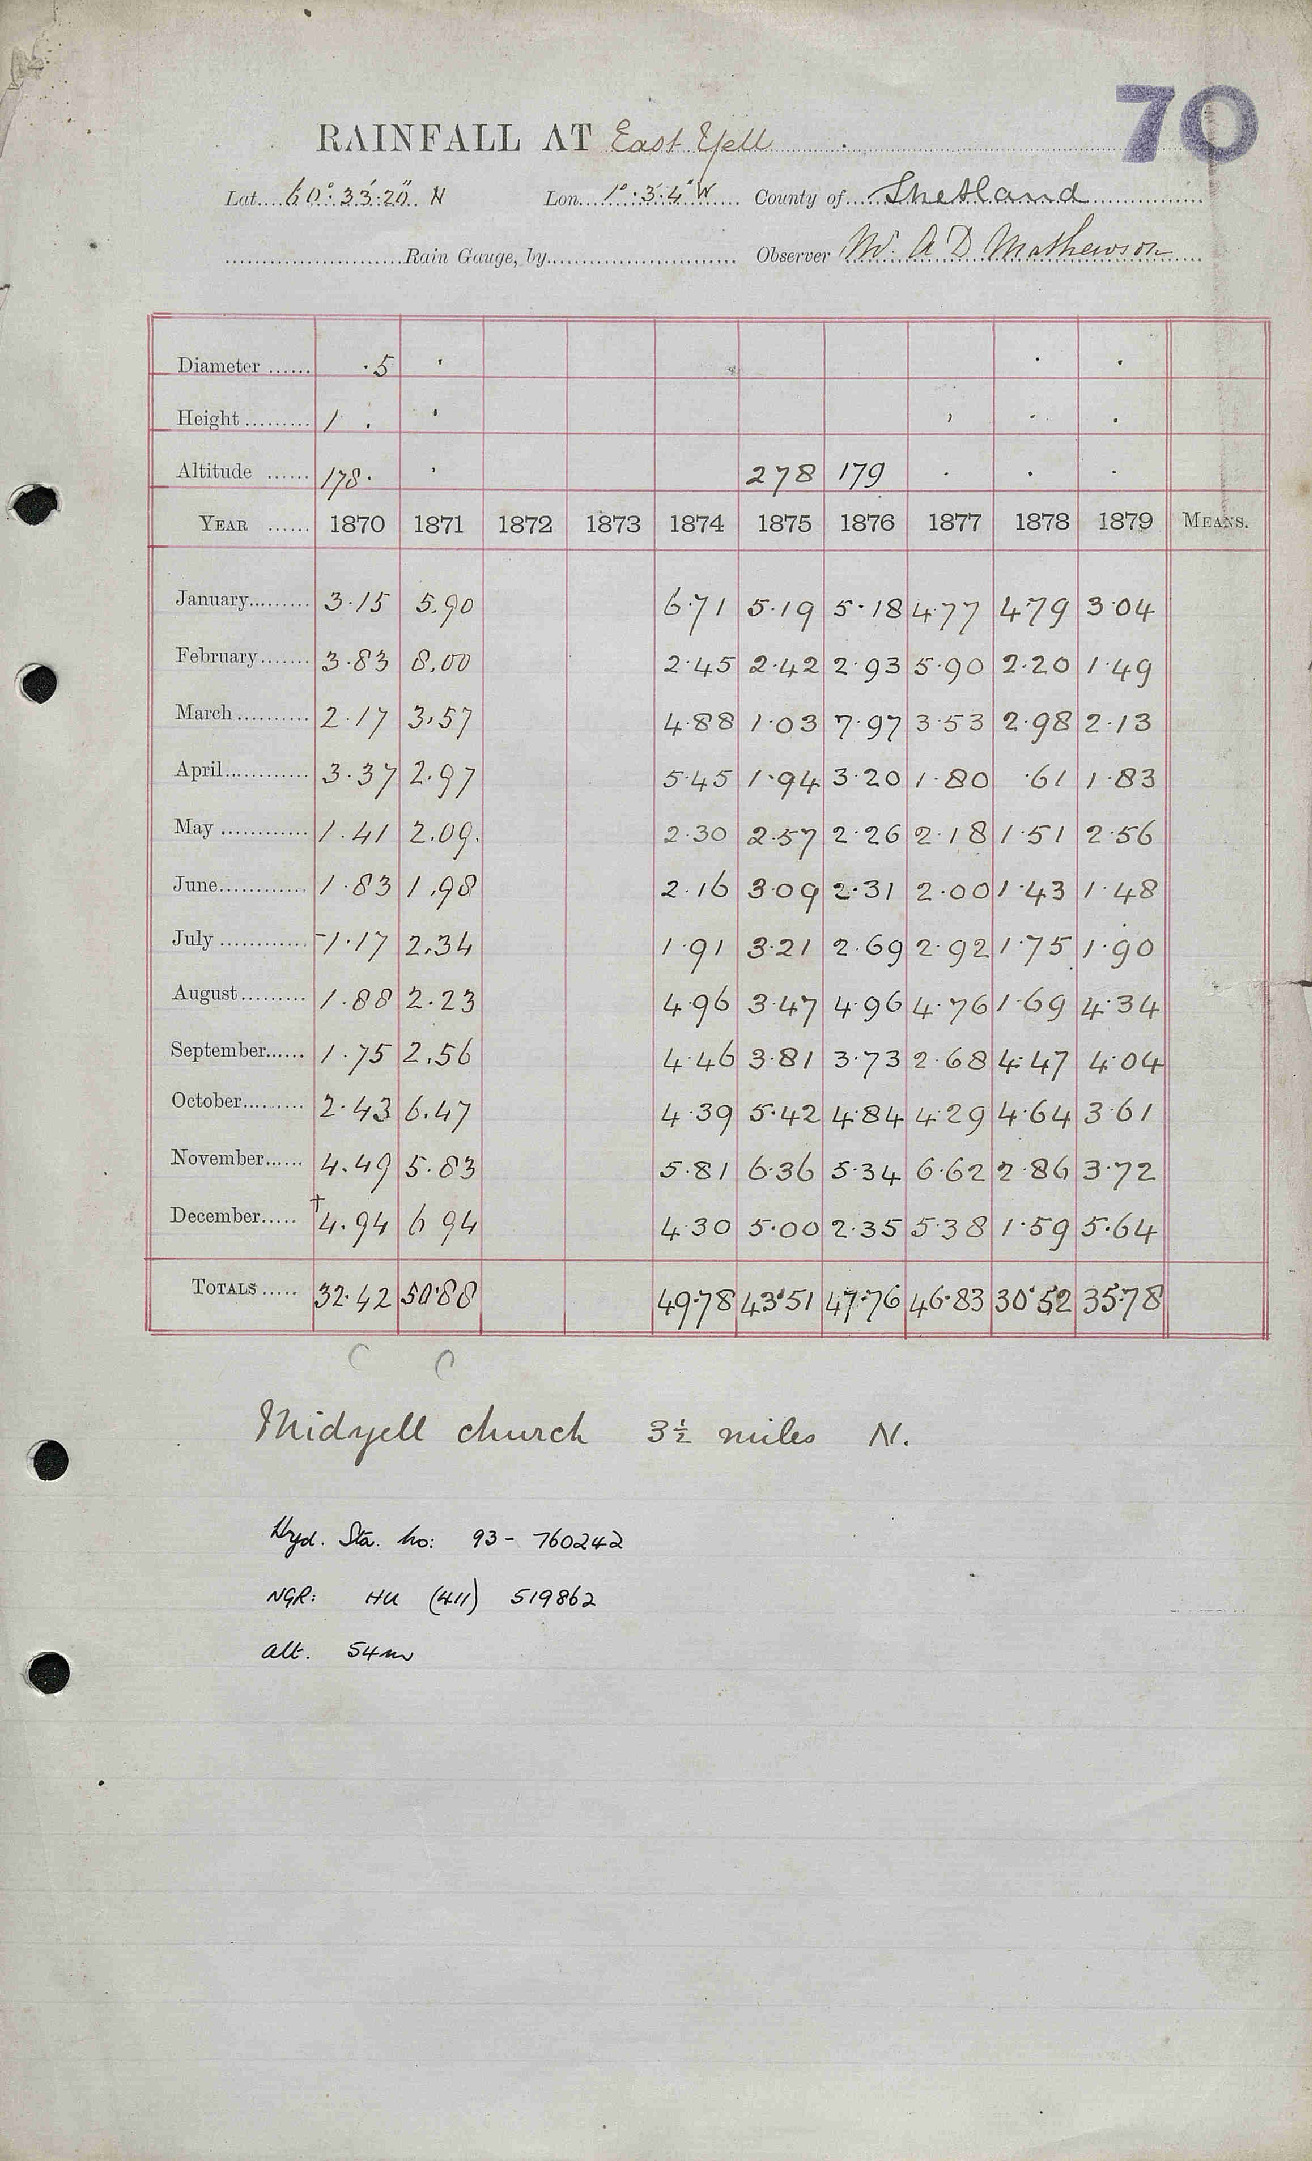 70
RAINFALL AT East Yell
Lat. 60°.33'.20" N Lon. 1°.3'.4" W County of Shetland
Rain Gauge, by Observer Mr. A D Mathewson
Diameter ...... .5
Height ......... 1 .
Altitude ...... 178. 278 179
YEAR ...... 1870 1871 1872 1873 1874 1875 1876 1877 1878 1879 MEANS.
January......... 3.15 5.90 6.71 5.19 5.18 4.77 4.79 3.04
February....... 3.83 8.00 2.45 2.42 2.93 5.90 2.20 1.49
March .......... 2.17 3.57 4.88 1.03 7.97 3.53 2.98 2.13
April............ 3.37 2.97 5.45 1.94 3.20 1.80 .61 1.83
May ............ 1.41 2.09. 2.30 2.57 2.26 2.18 1.51 2.56
June............ 1.83 1.98 2.16 3.09 2.31 2.00 1.43 1.48
July ............ 1.17 2.34 1.91 3.21 2.69 2.92 1.75 1.90
August......... 1.88 2.23 4.96 3.47 4.96 4.76 1.69 4.34
September...... 1.75 2.56 4.46 3.81 3.73 2.68 4.47 4.04
October......... 2.43 6.47 4.39 5.42 4.84 4.29 4.64 3.61
November...... 4.49 5.83 5.81 6.36 5.34 6.62 2.86 3.72
December..... †4.94 6.94 4.30 5.00 2.35 5.38 1.59 5.64
TOTALS ..... 32.42 50.88 49.78 43.51 47.76 46.83 30.52 35.78
Midyell church 3½ miles N.
Hyd. Sta. no: 93- 760242
NGR: HU (411) 519862
alt. 54m